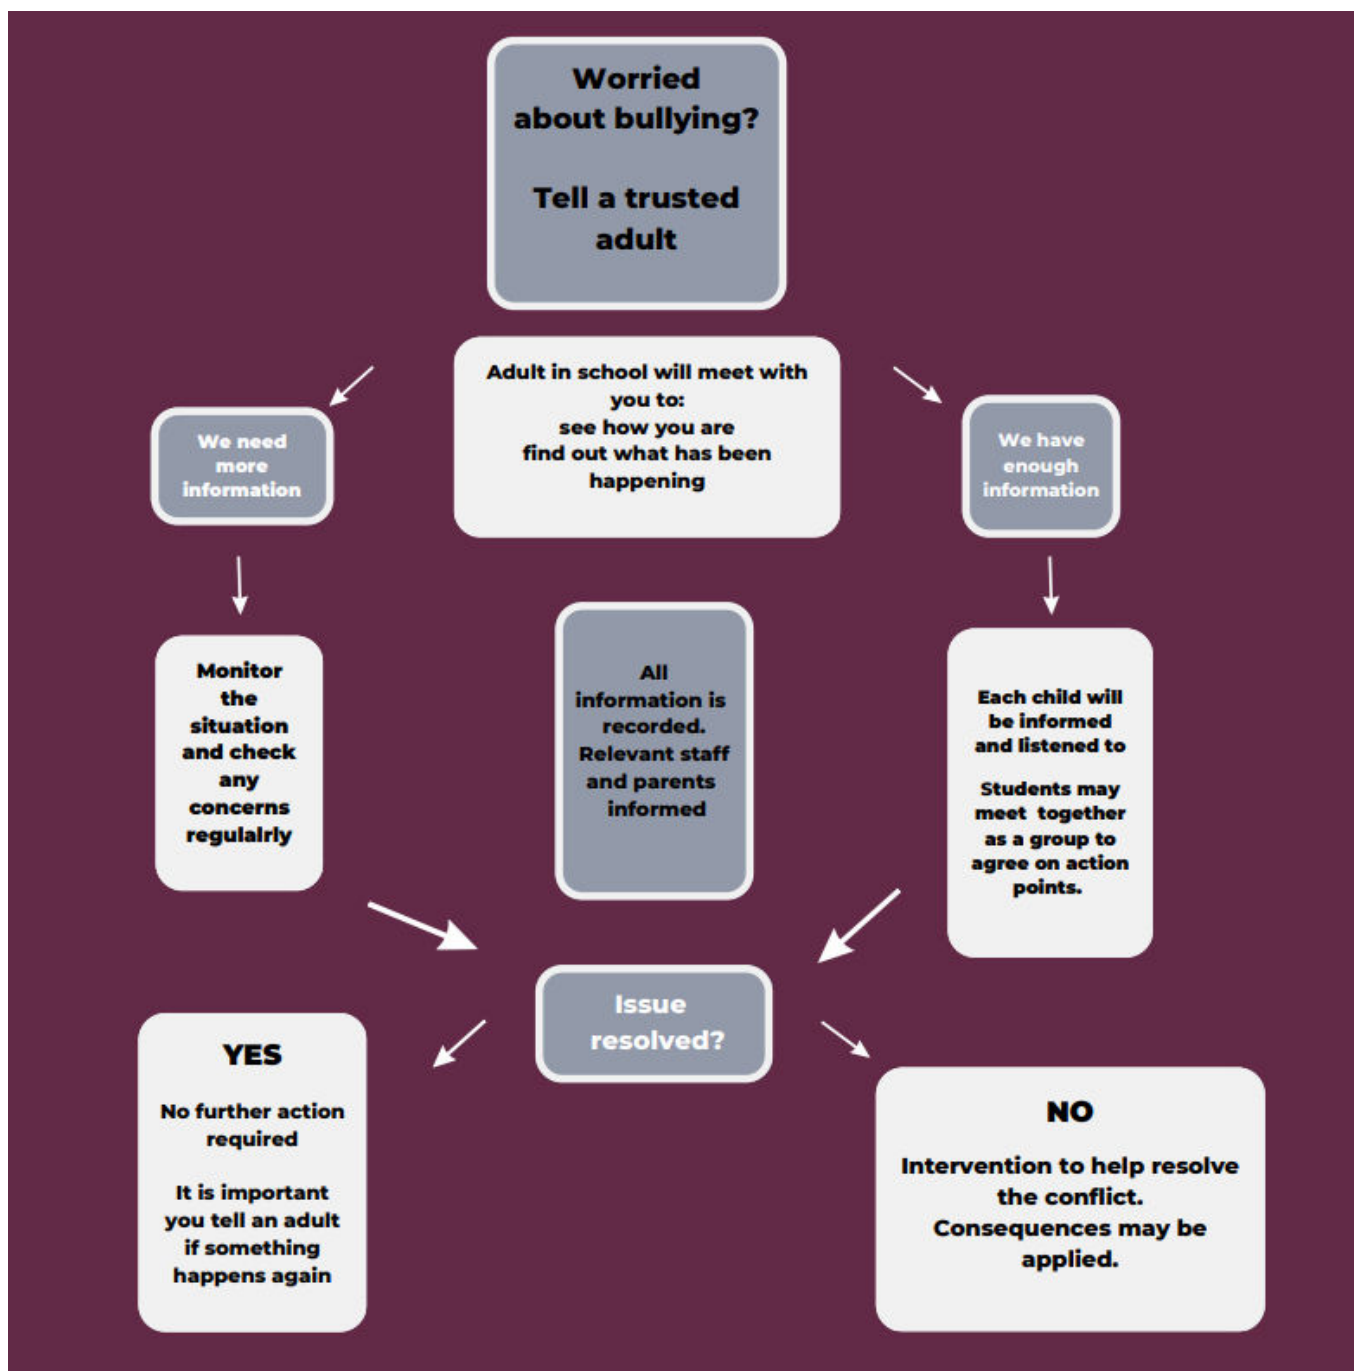 Worried
about bullying?
Tell a trusted
adult
Adult in school will meet with
you to:
see how you are
find out what has been
happening
We need
more
information
We have
enough
information
Monitor
the
situation
and check
any
concerns
regulalrly
All
information is
recorded.
Relevant staff
and parents
informed
Each child will
be informed
and listened to
Students may
meet together
as a group to
agree on action
points.
Issue
resolved?
YES
No further action
required
It is important
you tell an adult
if something
happens again
NO
Intervention to help resolve
the conflict.
Consequences may be
applied.